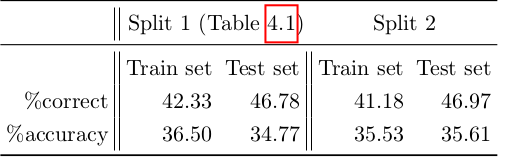 Split 1 (Table 4.1) Split 2
Train set Test set Train set Test set
%correct 42.33 46.78 41.18 46.97
%accuracy 36.50 34.77 35.53 35.61